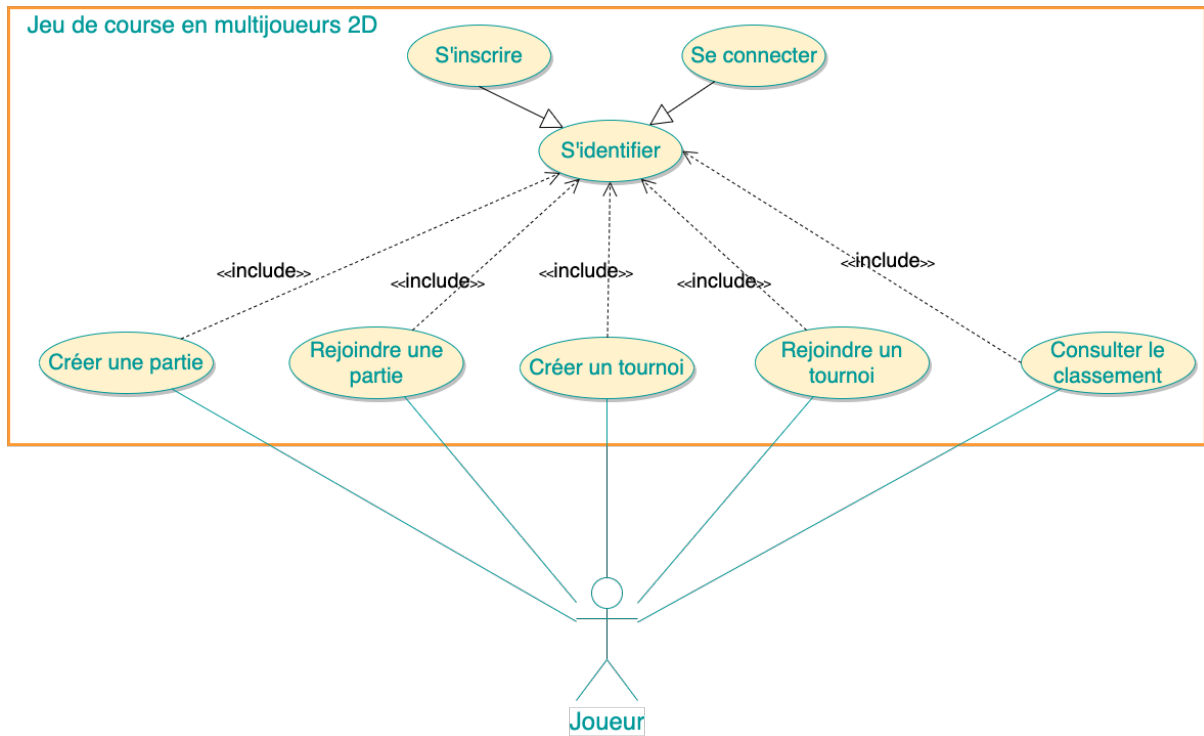 Jeu de course en multijoueurs 2D
S'inscrire
Se connecter
S'identifier
<<include>>
<<include>>
<<include>>
<<include>>
<<include>>
Créer une partie
Rejoindre une
partie
Créer un tournoi
Rejoindre un
tournoi
Consulter le
classement
Joueur